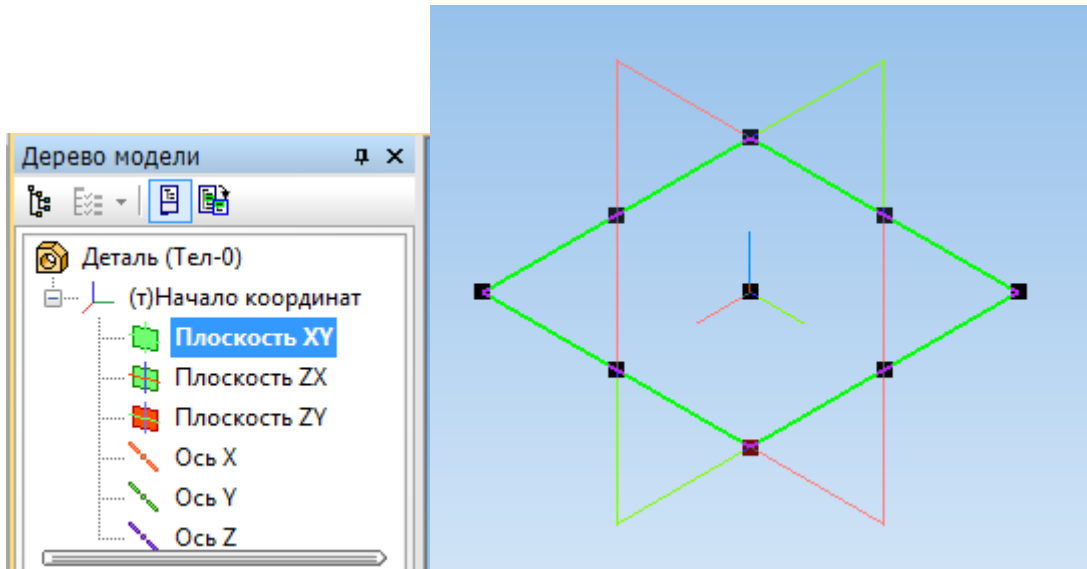 Дерево модели
Деталь (Тел-0)
(т)Начало координат
Плоскость XY
Плоскость ZX
Плоскость ZY
Ось X
Ось Y
Ось Z